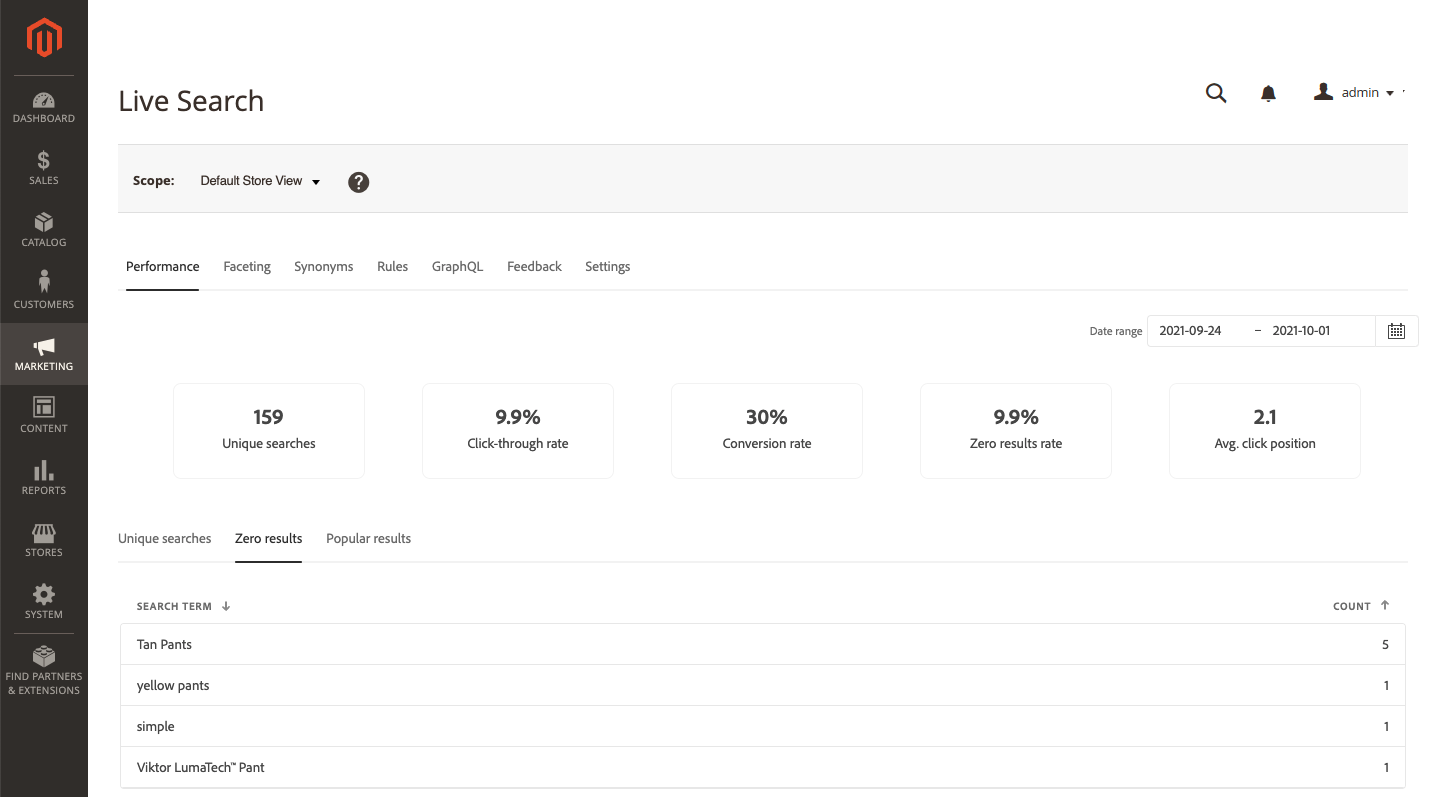 Live Search
admin
Scope: Default Store View ?
DASHBOARD
SALES
CATALOG
CUSTOMERS
MARKETING
CONTENT
REPORTS
STORES
SYSTEM
FIND PARTNERS
& EXTENSIONS
Performance Faceting Synonyms Rules GraphQL Feedback Settings
Date range 2021-09-24 – 2021-10-01
159 9.9% 30% 9.9% 2.1
Unique searches Click-through rate Conversion rate Zero results rate Avg. click position
Unique searches Zero results Popular results
SEARCH TERM ↓ COUNT ↑
Tan Pants 5
yellow pants 1
simple 1
Viktor LumaTech™ Pant 1